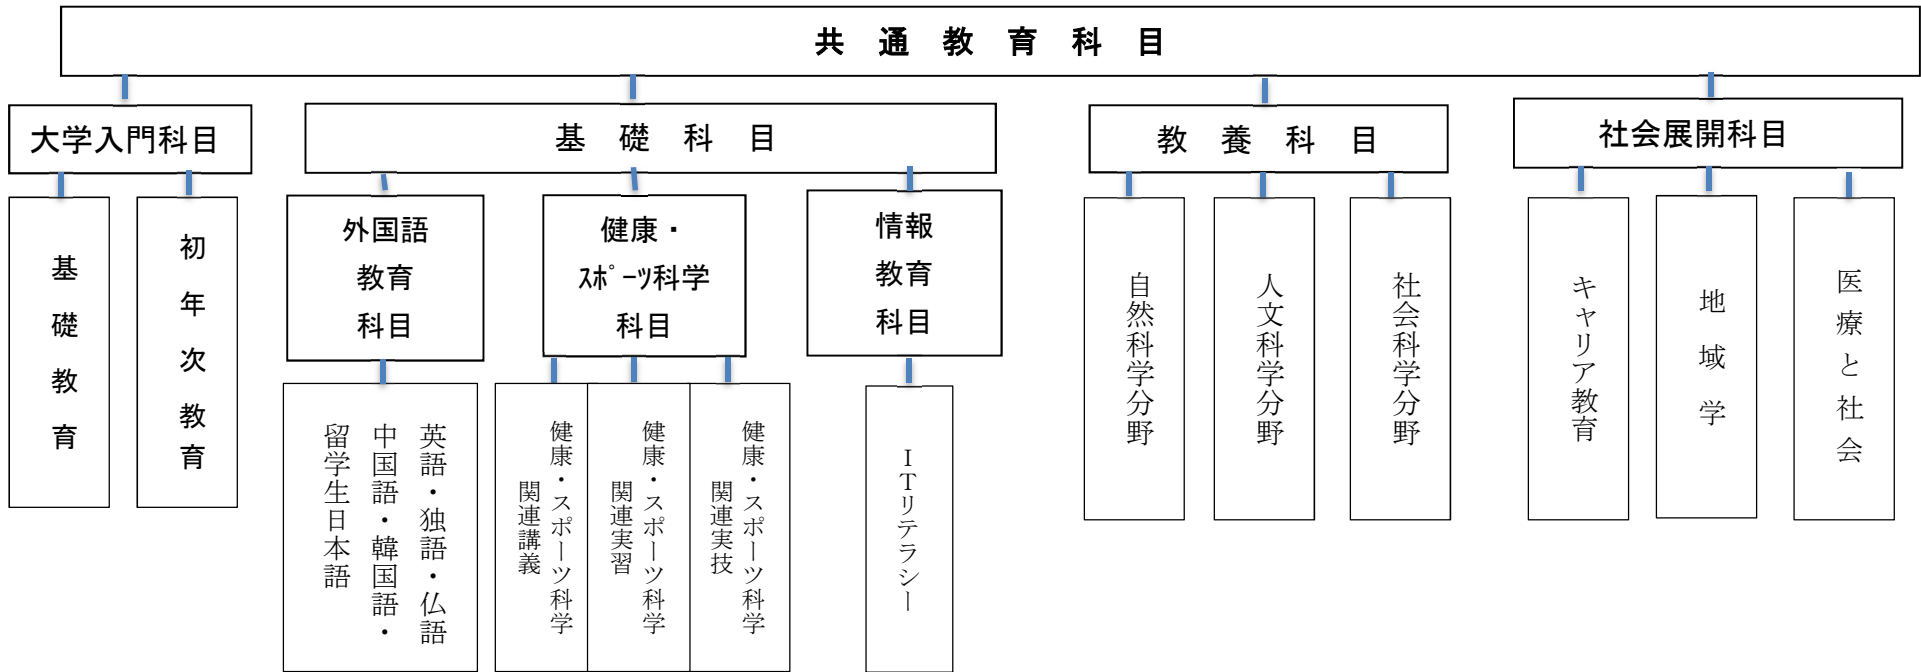 共通教育科目
大学入門科目
基礎科目
教養科目
社会展開科目
基礎教育
初年次教育
外国語
教育
科目
健康・
ｽﾎﾟｰﾂ科学
科目
情報
教育
科目
英語・独語・仏語
中国語・韓国語・
留学生日本語
健康・スポーツ科学
関連講義
健康・スポーツ科学
関連実習
健康・スポーツ科学
関連実技
ITリテラシー
自然科学分野
人文科学分野
社会科学分野
キャリア教育
地域学
医療と社会